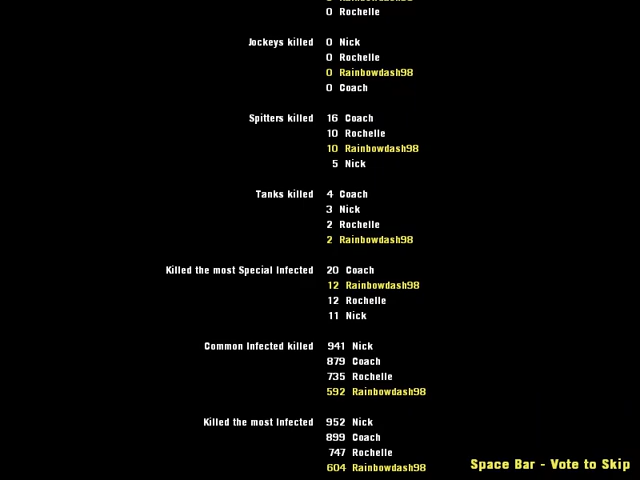 0 Rochelle
Jockeys killed 0 Nick
0 Rochelle
0 Rainbowdash98
0 Coach
Spitters killed 16 Coach
10 Rochelle
10 Rainbowdash98
5 Nick
Tanks killed 4 Coach
3 Nick
2 Rochelle
2 Rainbowdash98
Killed the most Special Infected 20 Coach
12 Rainbowdash98
12 Rochelle
11 Nick
Common Infected killed 941 Nick
879 Coach
735 Rochelle
592 Rainbowdash98
Killed the most Infected 952 Nick
899 Coach
747 Rochelle
604 Rainbowdash98
Space Bar - Vote to Skip